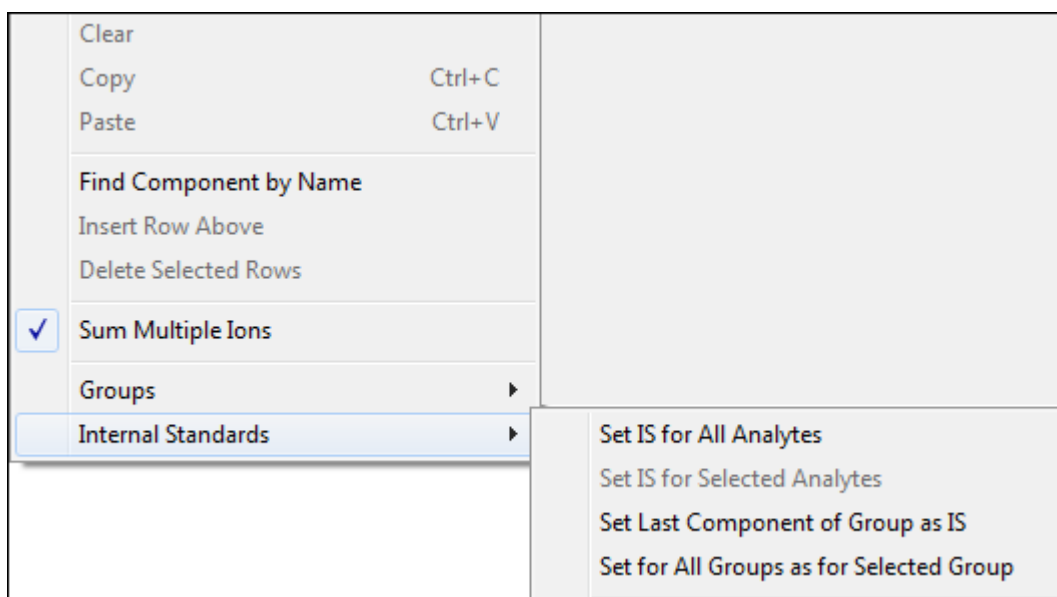 Clear
Copy Ctrl+C
Paste Ctrl+V
Find Component by Name
Insert Row Above
Delete Selected Rows
Sum Multiple Ions
Groups
Internal Standards
Set IS for All Analytes
Set IS for Selected Analytes
Set Last Component of Group as IS
Set for All Groups as for Selected Group